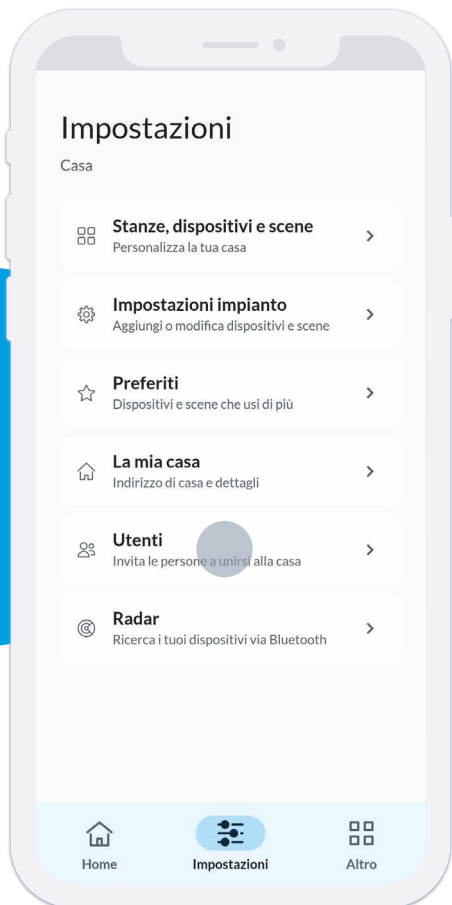 Impostazioni
Casa
Stanze, dispositivi e scene
Personalizza la tua casa
Impostazioni impianto
Aggiungi o modifica dispositivi e scene
Preferiti
Dispositivi e scene che usi di più
La mia casa
Indirizzo di casa e dettagli
Utenti
Invita le persone a unirsi alla casa
Radar
Ricerca i tuoi dispositivi via Bluetooth
Home
Impostazioni
Altro